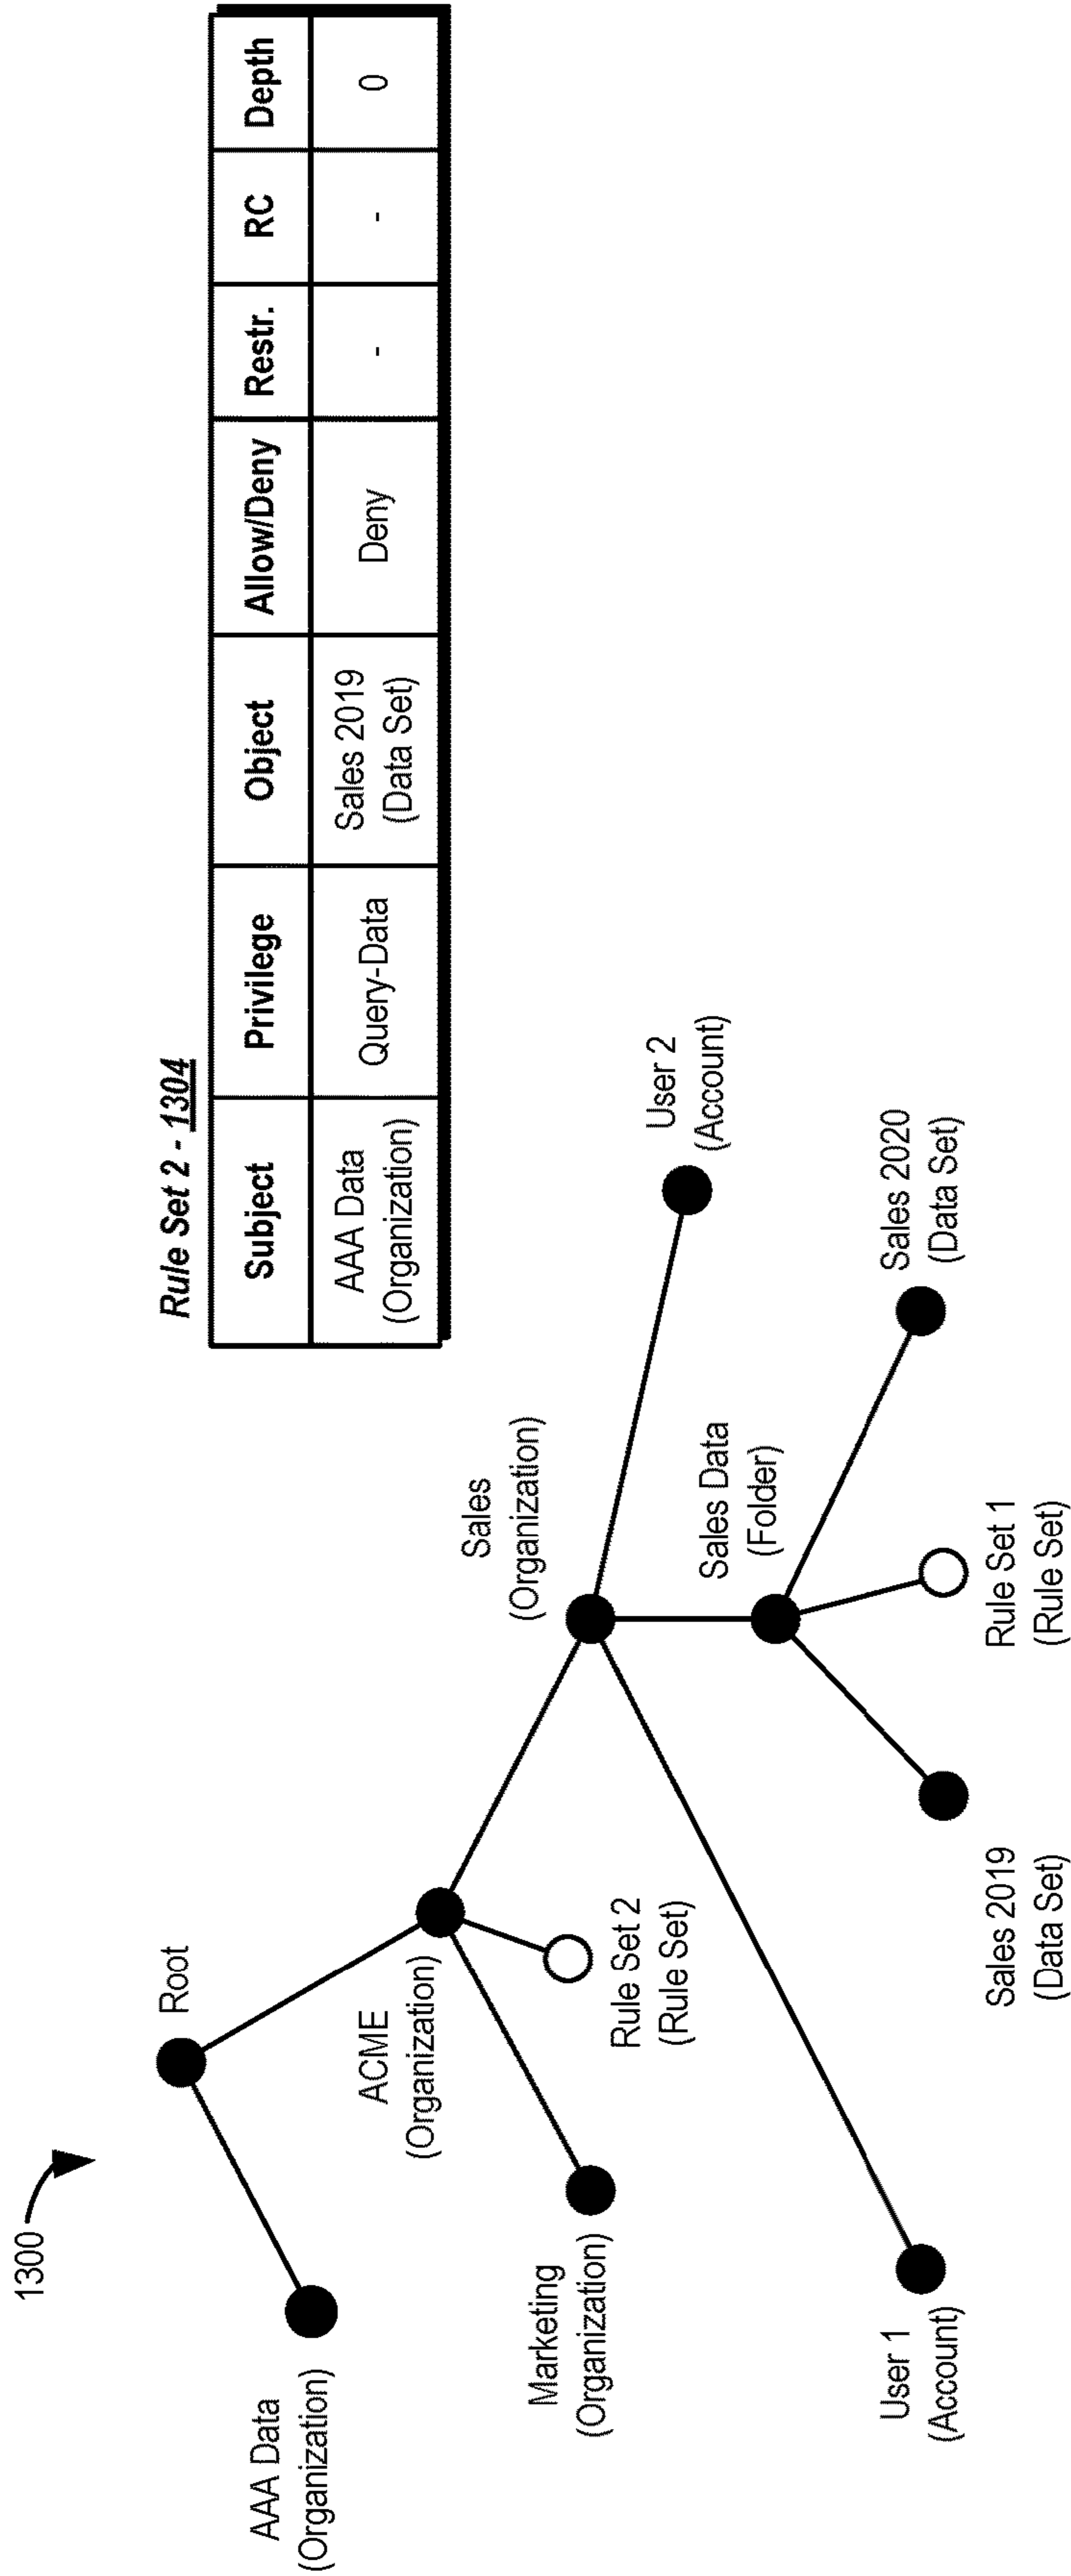 1300
Rule Set 2 - 1304
Subject Privilege Object Allow/Deny Restr. RC Depth
AAA Data
(Organization)
Query-Data
Sales 2019
(Data Set)
Deny
-
-
0
Root
AAA Data
(Organization)
ACME
(Organization)
Sales
(Organization)
Marketing
(Organization)
Rule Set 2
(Rule Set)
User 2
(Account)
Sales Data
(Folder)
User 1
(Account)
Sales 2019
(Data Set)
Rule Set 1
(Rule Set)
Sales 2020
(Data Set)